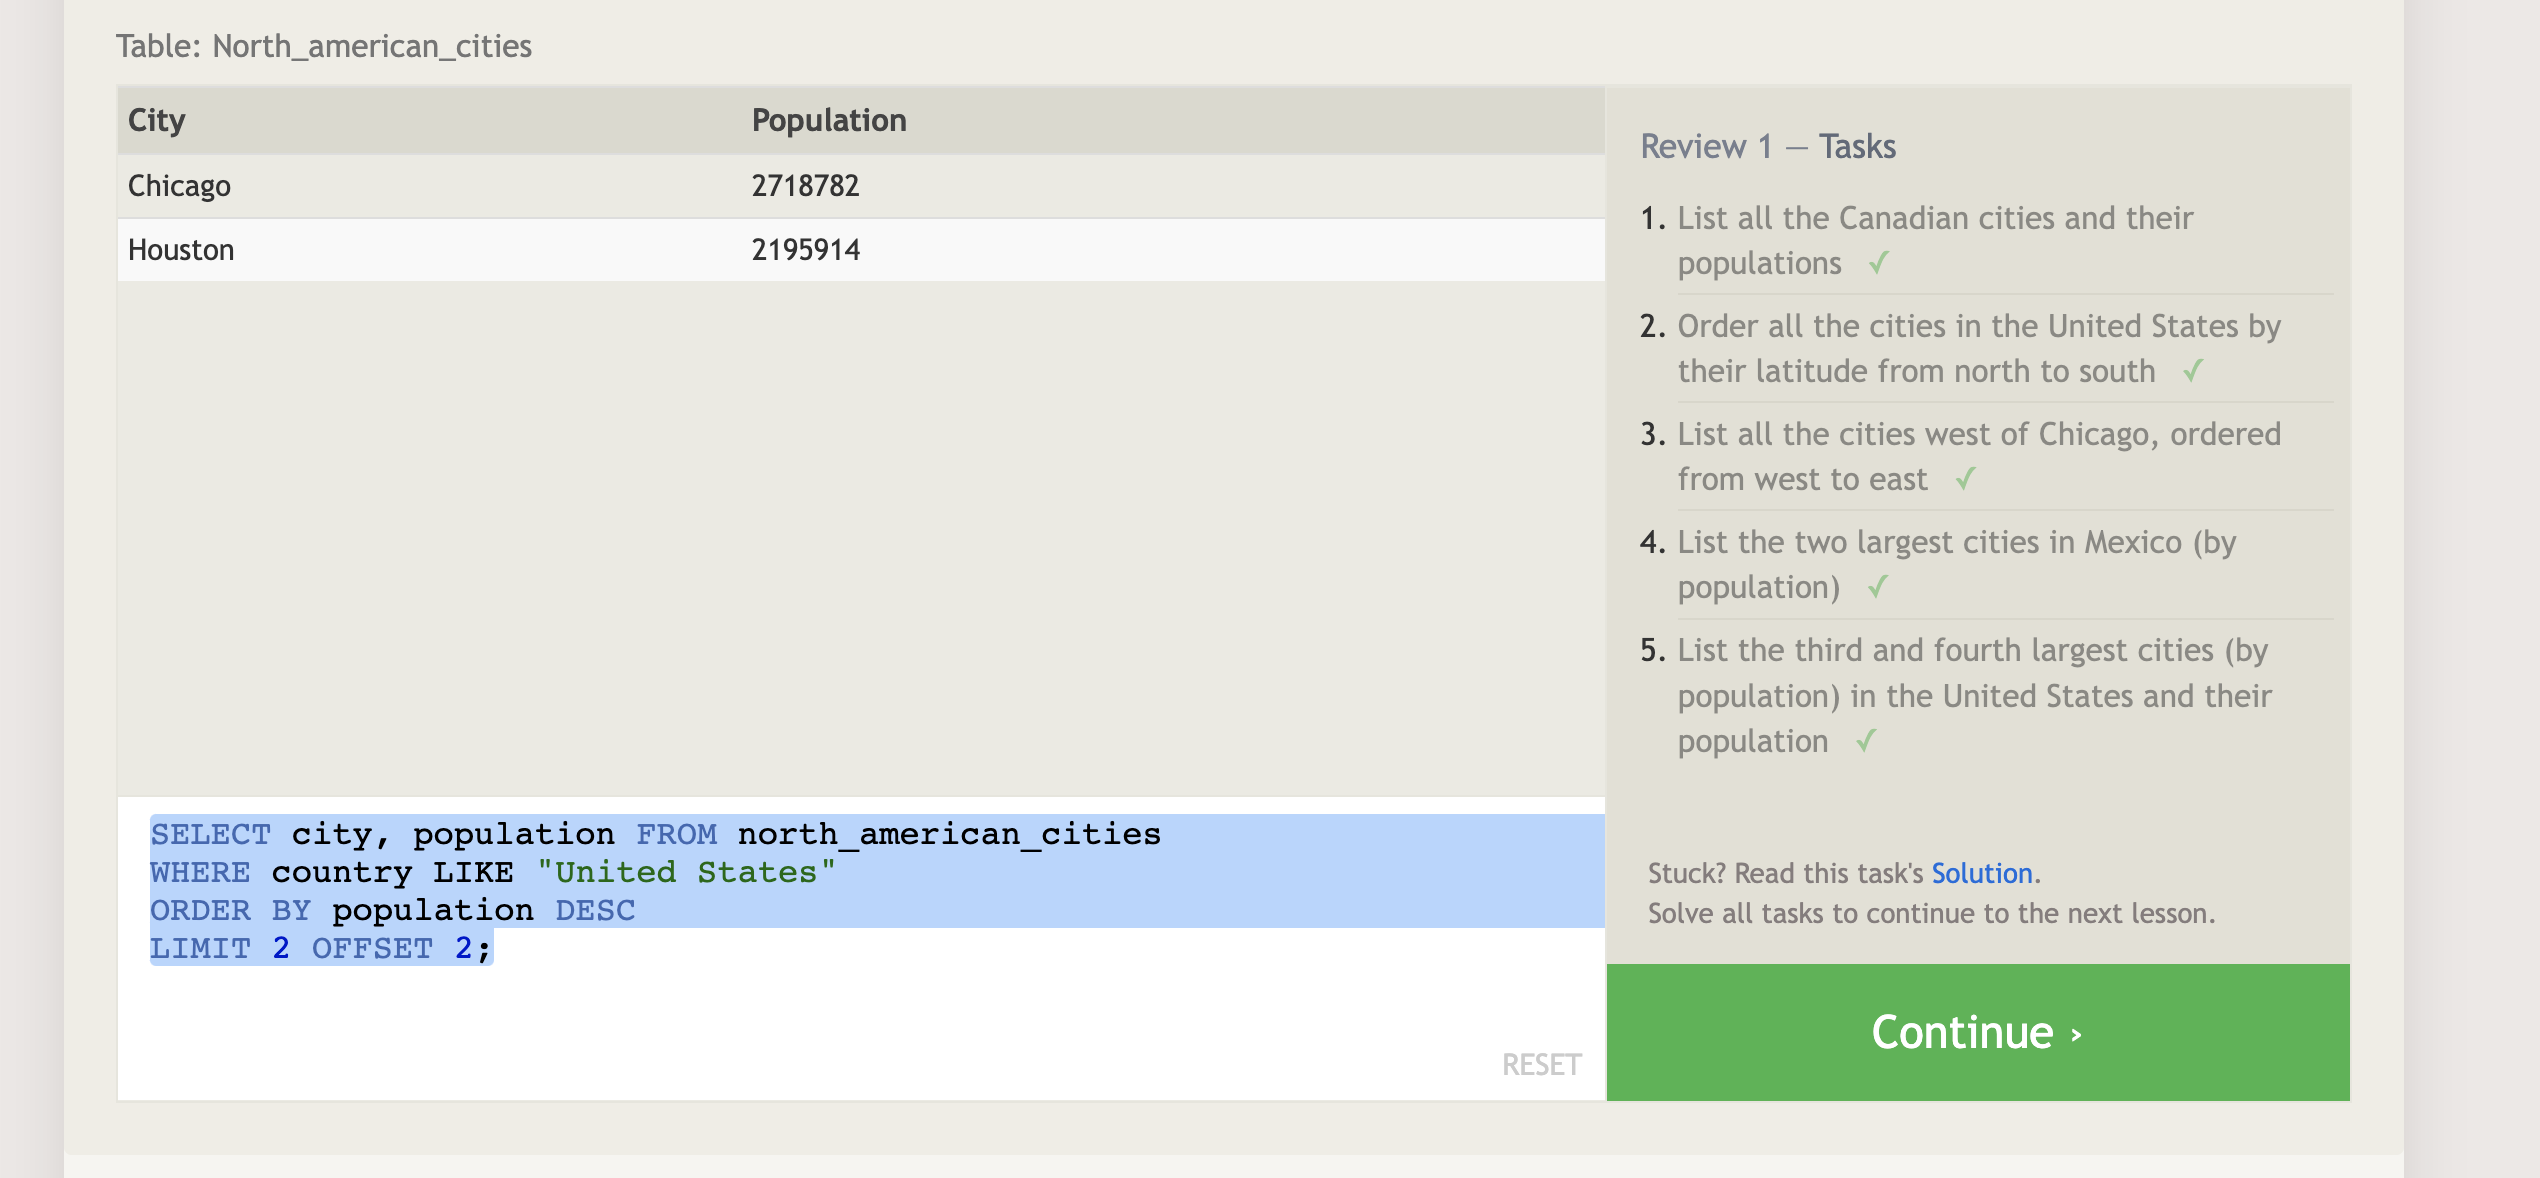 Table: North_american_cities
City Population
Chicago 2718782
Houston 2195914
SELECT city, population FROM north_american_cities
WHERE country LIKE "United States"
ORDER BY population DESC
LIMIT 2 OFFSET 2;
RESET
Review 1 — Tasks
1. List all the Canadian cities and their
populations ✓
2. Order all the cities in the United States by
their latitude from north to south ✓
3. List all the cities west of Chicago, ordered
from west to east ✓
4. List the two largest cities in Mexico (by
population) ✓
5. List the third and fourth largest cities (by
population) in the United States and their
population ✓
Stuck? Read this task's Solution.
Solve all tasks to continue to the next lesson.
Continue ›